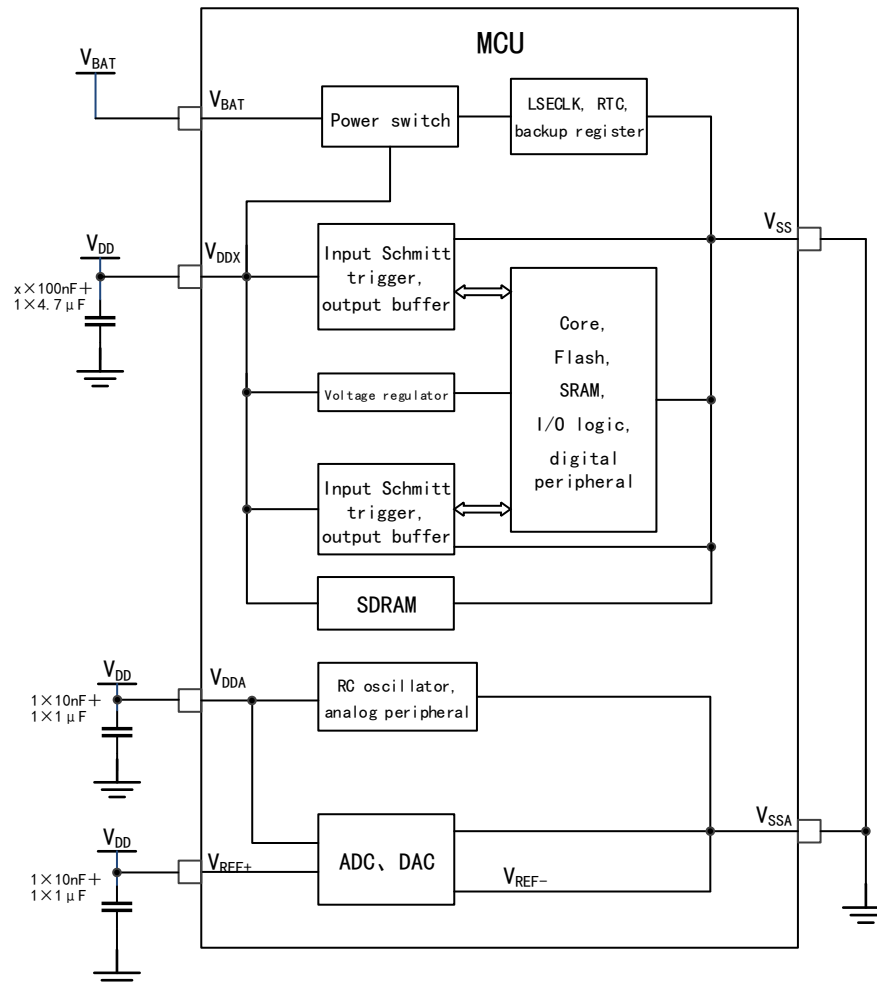 MCU
VBAT
VBAT
Power switch
LSECLK, RTC,
backup register
VDD
VDDX
x×100nF+
1×4.7μF
Input Schmitt
trigger,
output buffer
VSS
Core,
Flash,
SRAM,
I/O logic,
digital
peripheral
Voltage regulator
Input Schmitt
trigger,
output buffer
SDRAM
VDD
VDDA
1×10nF+
1×1μF
RC oscillator,
analog peripheral
VDD
VREF+
1×10nF+
1×1μF
ADC、DAC
VREF-
VSSA